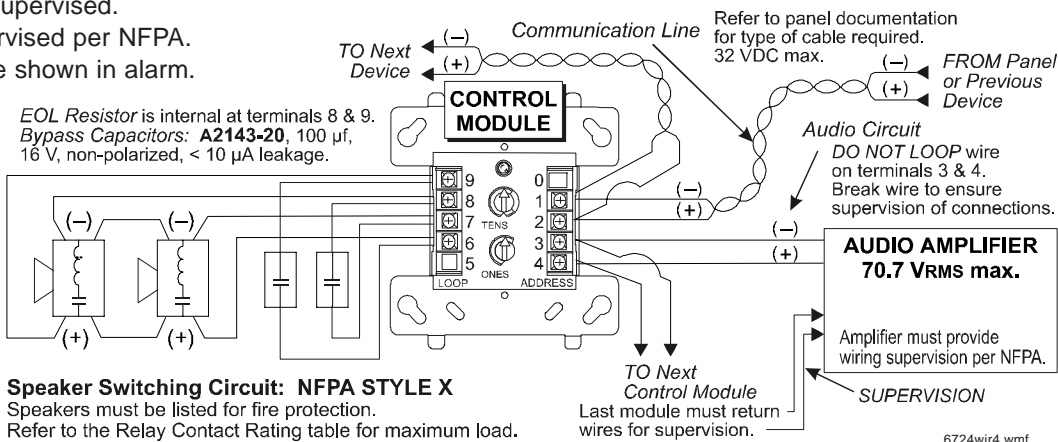 upervised.
rvised per NFPA.
e shown in alarm.
EOL Resistor is internal at terminals 8 & 9.
Bypass Capacitors: A2143-20, 100 µf,
16 V, non-polarized, < 10 µA leakage.
TO Next
Device
(–)
(+)
Communication Line
Refer to panel documentation
for type of cable required.
32 VDC max.
(–)
(+)
FROM Panel
or Previous
Device
CONTROL
MODULE
Audio Circuit
DO NOT LOOP wire
on terminals 3 & 4.
Break wire to ensure
supervision of connections.
9
8
7
6
5
TENS
ONES
LOOP
0
1
2
3
4
ADDRESS
(–)
(+)
(–)
(+)
(–)
(–)
(+)
(+)
AUDIO AMPLIFIER
70.7 VRMS max.
Amplifier must provide
wiring supervision per NFPA.
SUPERVISION
TO Next
Control Module
Last module must return
wires for supervision.
Speaker Switching Circuit: NFPA STYLE X
Speakers must be listed for fire protection.
Refer to the Relay Contact Rating table for maximum load.
6724wir4.wmf